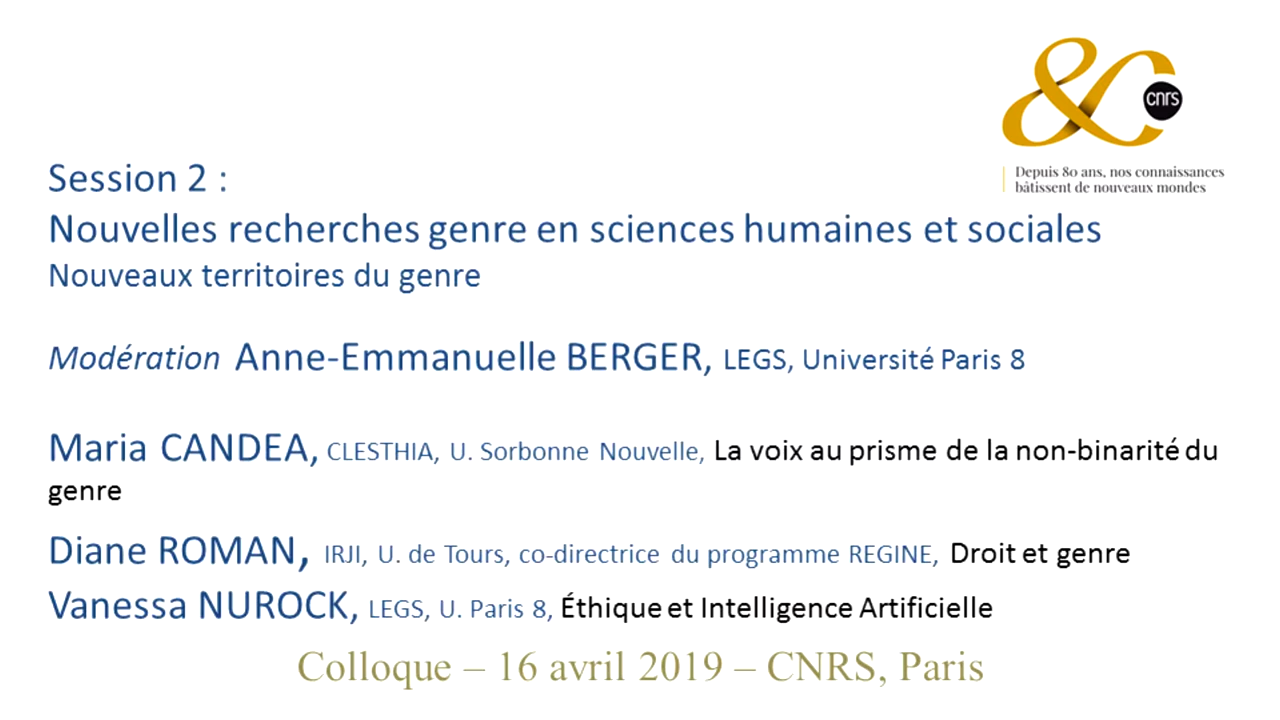 80
cnrs
Depuis 80 ans, nos connaissances
bâtissent de nouveaux mondes
Session 2 :
Nouvelles recherches genre en sciences humaines et sociales
Nouveaux territoires du genre
Modération Anne-Emmanuelle BERGER, LEGS, Université Paris 8
Maria CANDEA, CLESTHIA, U. Sorbonne Nouvelle, La voix au prisme de la non-binarité du
genre
Diane ROMAN, IRJI, U. de Tours, co-directrice du programme REGINE, Droit et genre
Vanessa NUROCK, LEGS, U. Paris 8, Éthique et Intelligence Artificielle
Colloque – 16 avril 2019 – CNRS, Paris